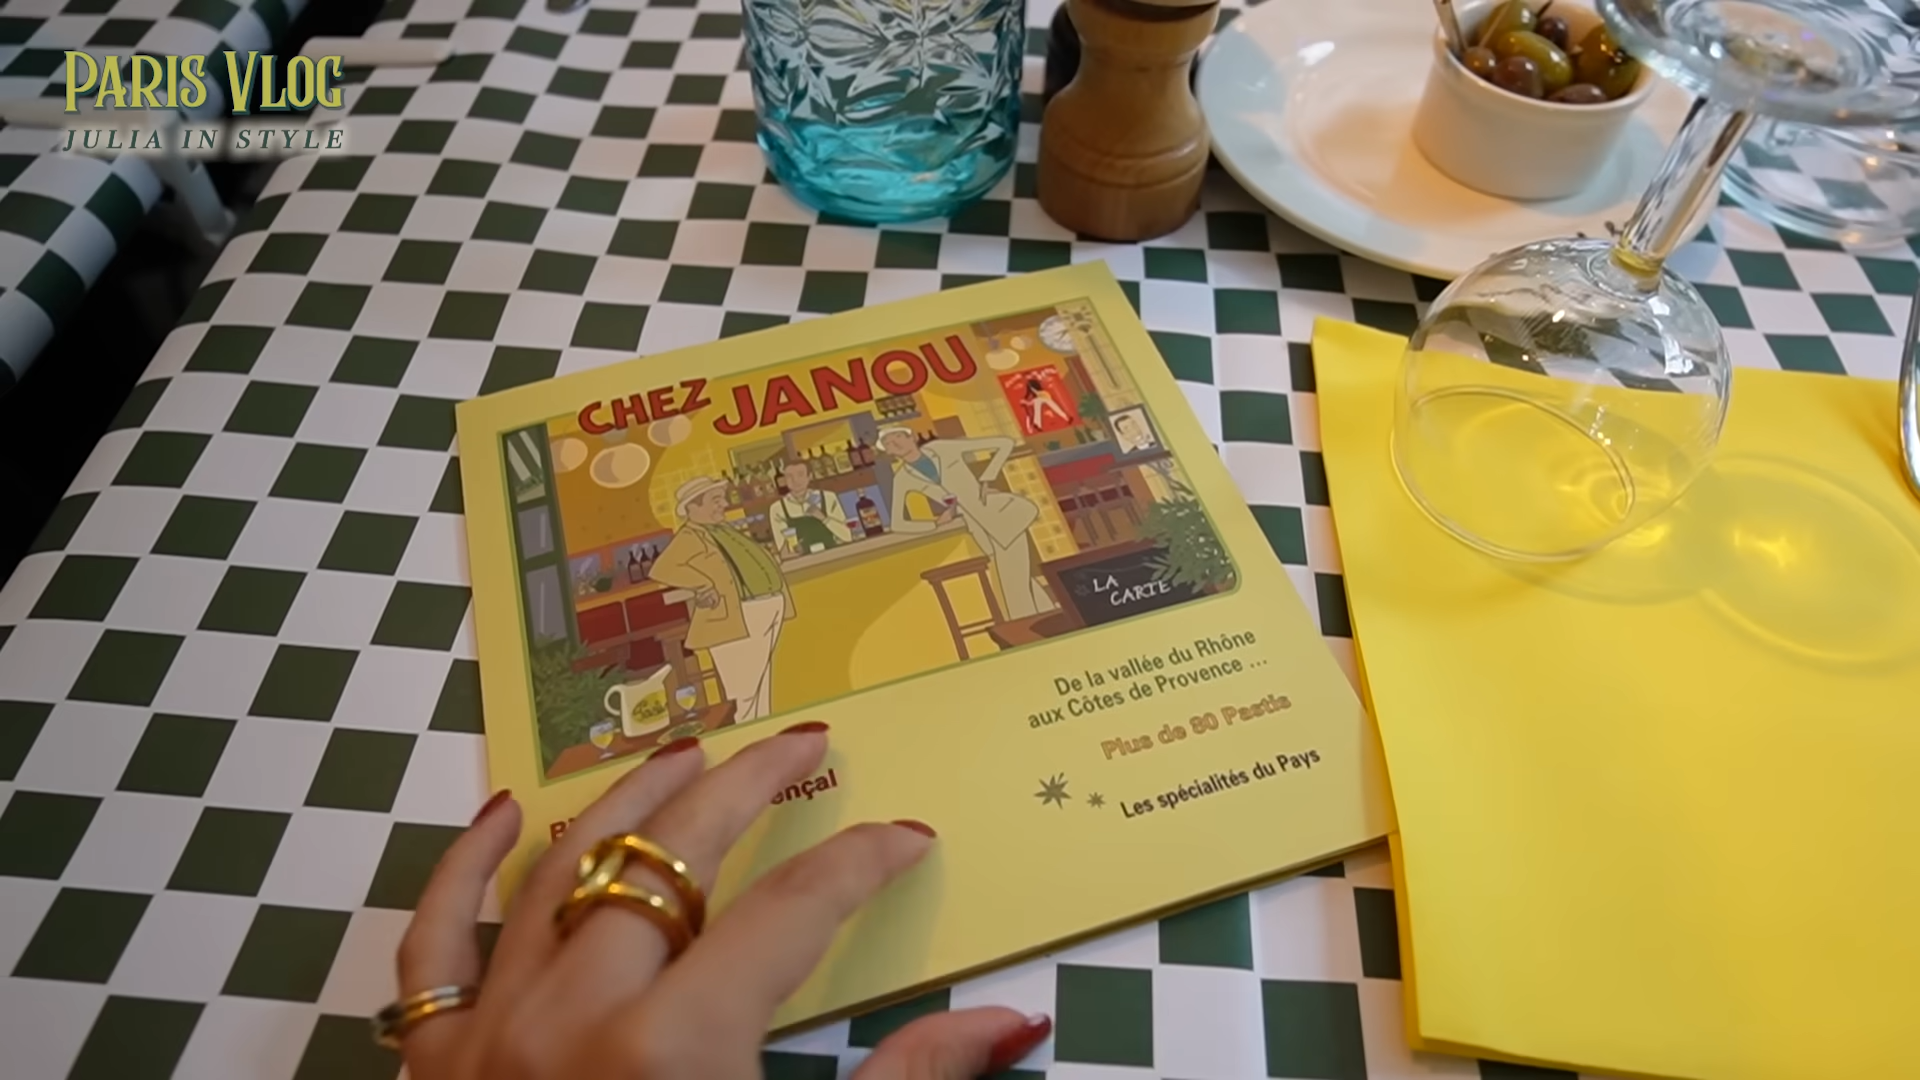 PARIS VLOG
JULIA IN STYLE
CHEZ JANOU
LA
CARTE
De la vallée du Rhône
aux Côtes de Provence ...
Plus de 80 Pastis
Les spécialités du Pays